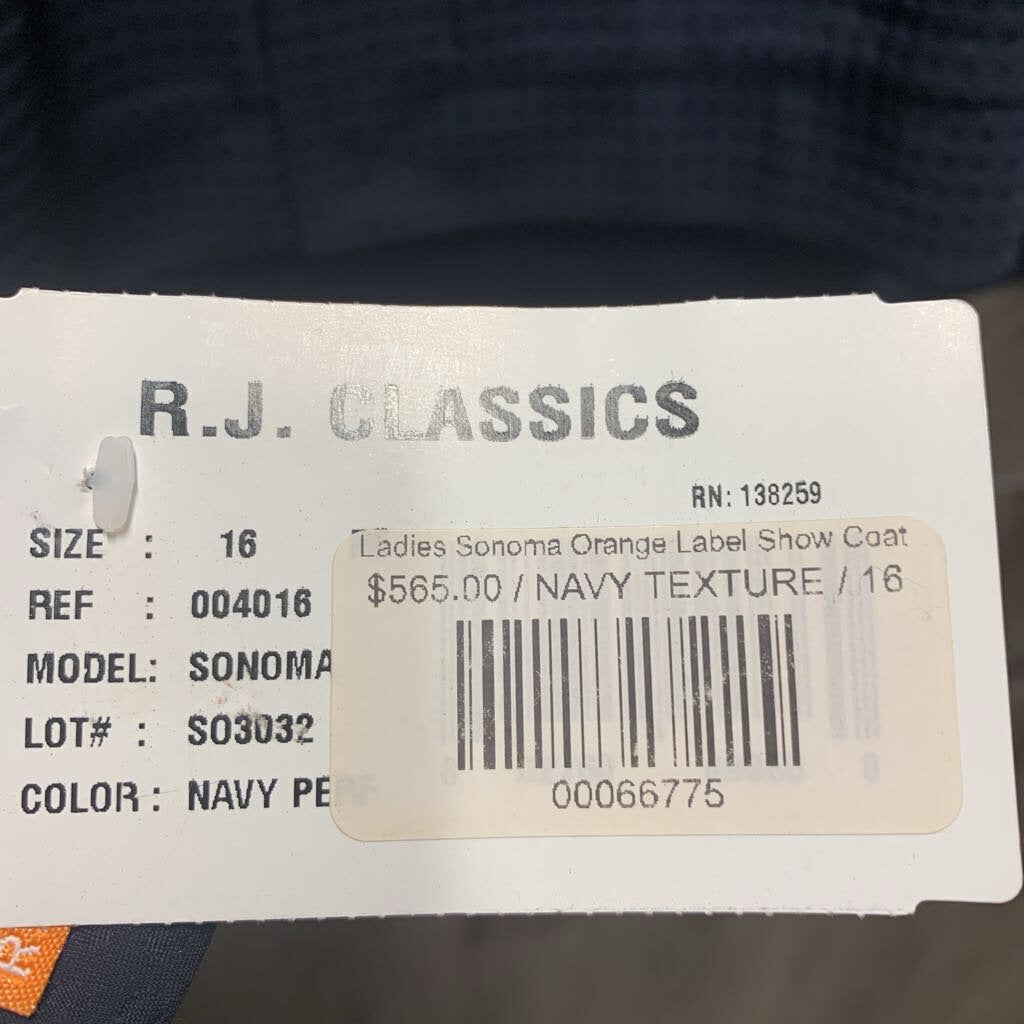 R.J. CLASSICS
RN: 138259
SIZE : 16
REF : 004016
MODEL: SONOMA
LOT# : SO3032
COLOR: NAVY PE
Ladies Sonoma Orange Label Show Coat
$565.00 / NAVY TEXTURE / 16
00066775
R